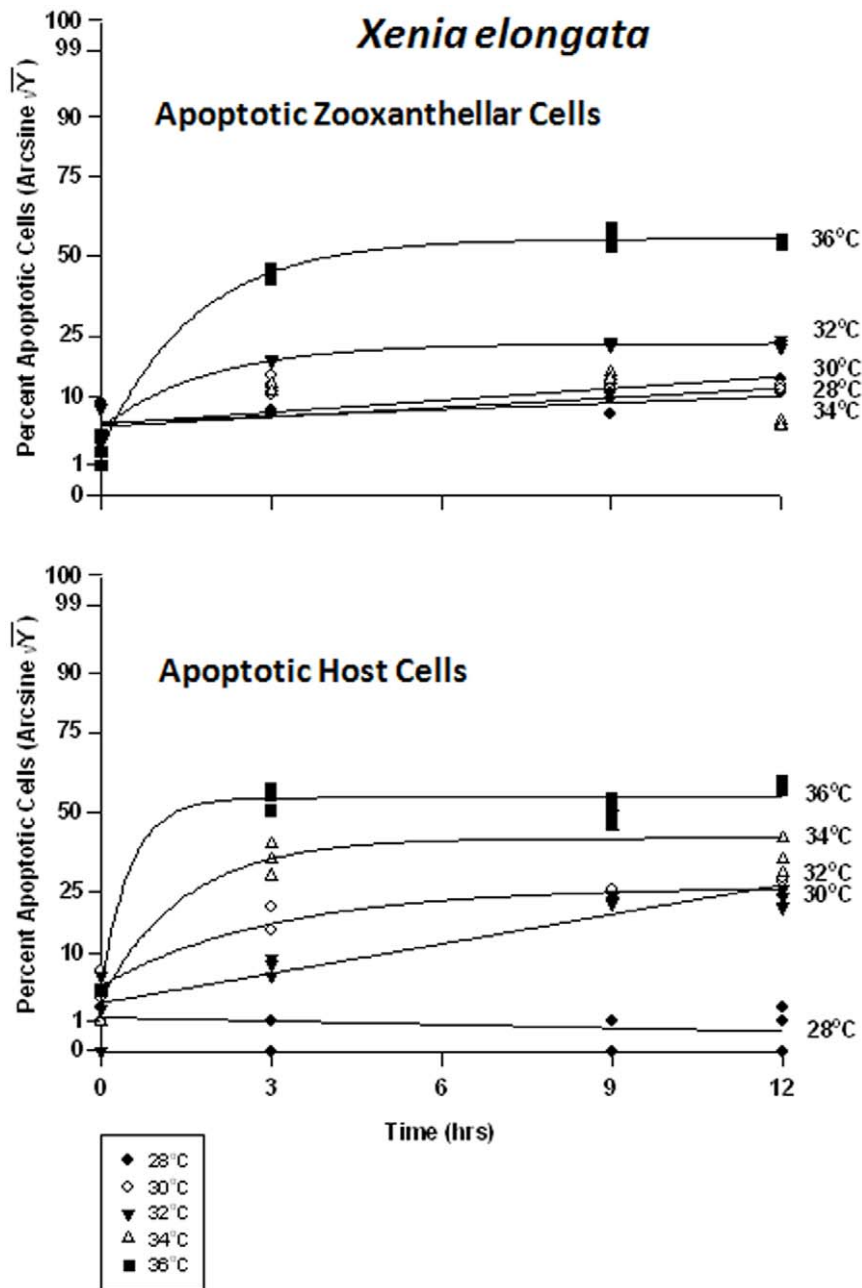 Xenia elongata
Apoptotic Zooxanthellar Cells
Percent Apoptotic Cells (Arcsine √Y)
100
99
90
75
50
25
10
1
0
36°C
32°C
30°C
28°C
34°C
Apoptotic Host Cells
Percent Apoptotic Cells (Arcsine √Y)
100
99
90
75
50
25
10
1
0
36°C
34°C
32°C
30°C
28°C
0 3 6 9 12
Time (hrs)
28°C
30°C
32°C
34°C
36°C